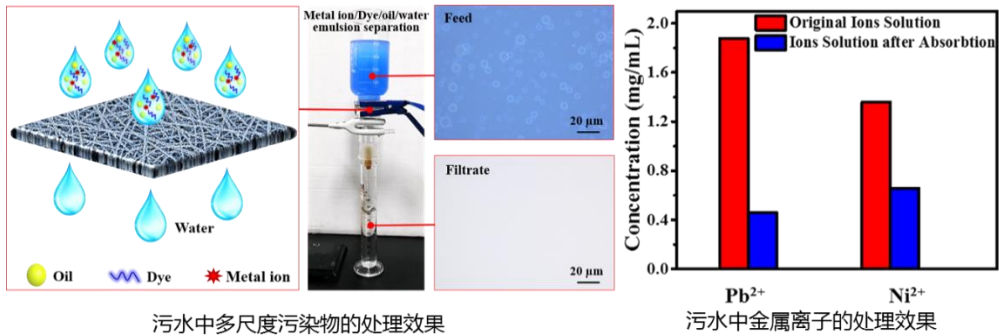 Metal ion/Dye/oil/water
emulsion separation
Feed
20 μm
Filtrate
20 μm
Water
Oil
Dye
Metal ion
污水中多尺度污染物的处理效果
Original Ions Solution
Ions Solution after Absorbtion
Concentration (mg/mL)
2.0
1.6
1.2
0.8
0.4
0.0
Pb²⁺
Ni²⁺
污水中金属离子的处理效果